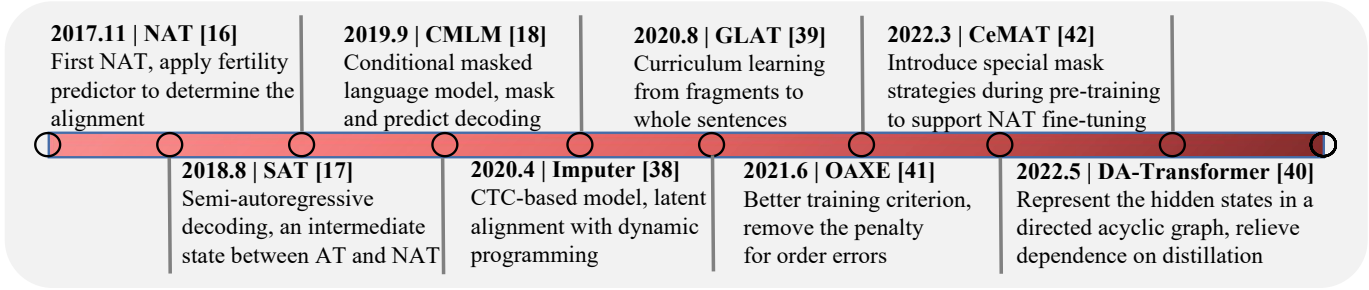 2017.11 | NAT [16]
First NAT, apply fertility
predictor to determine the
alignment
2018.8 | SAT [17]
Semi-autoregressive
decoding, an intermediate
state between AT and NAT
2019.9 | CMLM [18]
Conditional masked
language model, mask
and predict decoding
2020.4 | Imputer [38]
CTC-based model, latent
alignment with dynamic
programming
2020.8 | GLAT [39]
Curriculum learning
from fragments to
whole sentences
2021.6 | OAXE [41]
Better training criterion,
remove the penalty
for order errors
2022.3 | CeMAT [42]
Introduce special mask
strategies during pre-training
to support NAT fine-tuning
2022.5 | DA-Transformer [40]
Represent the hidden states in a
directed acyclic graph, relieve
dependence on distillation